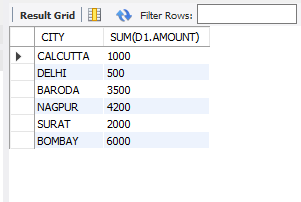 Result Grid Filter Rows:
CITY SUM(D1.AMOUNT)
CALCUTTA 1000
DELHI 500
BARODA 3500
NAGPUR 4200
SURAT 2000
BOMBAY 6000